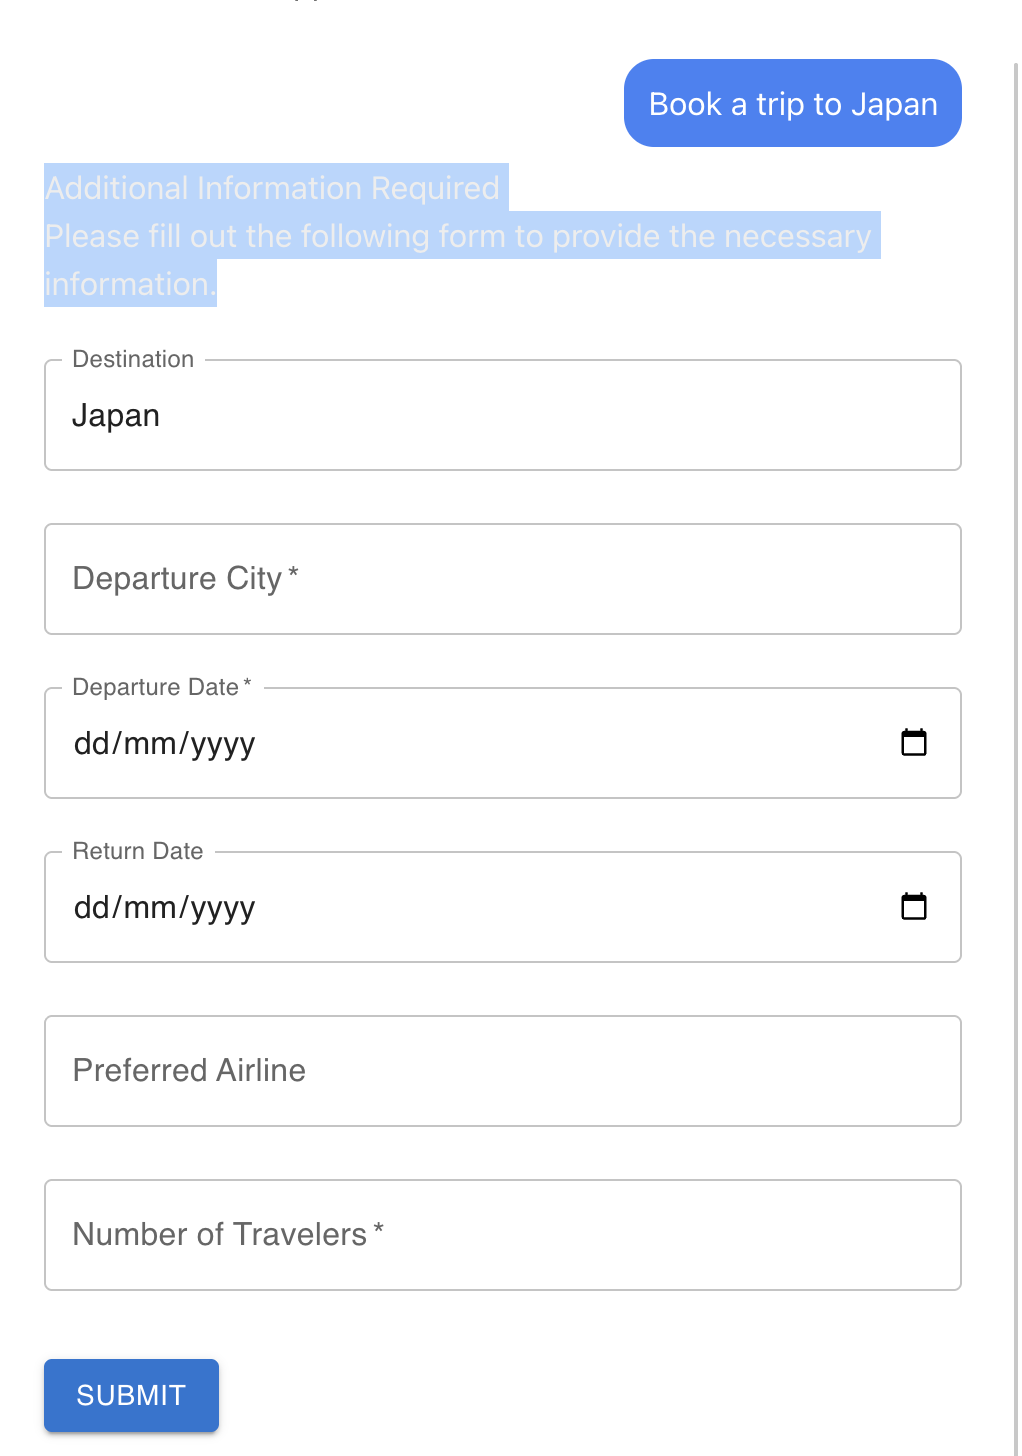 Book a trip to Japan
Additional Information Required
Please fill out the following form to provide the necessary
information.
Destination
Japan
Departure City *
Departure Date *
dd/mm/yyyy
Return Date
dd/mm/yyyy
Preferred Airline
Number of Travelers *
SUBMIT